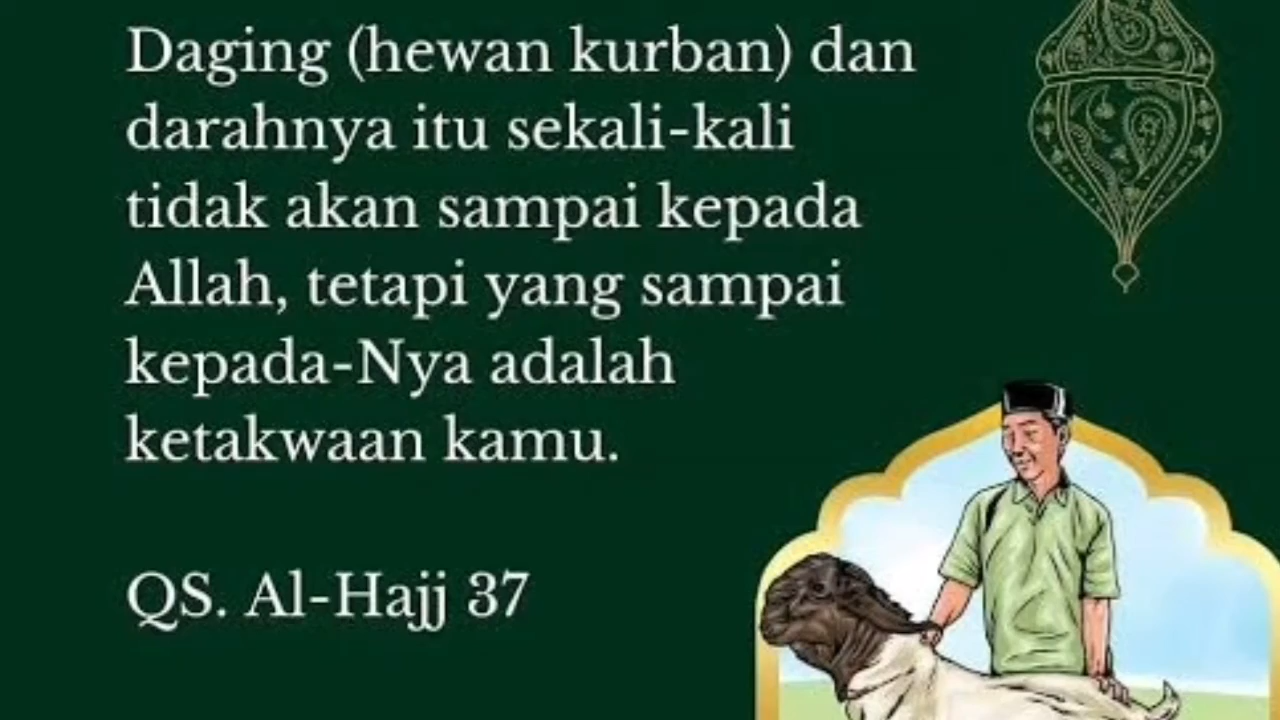 Daging (hewan kurban) dan
darahnya itu sekali-kali
tidak akan sampai kepada
Allah, tetapi yang sampai
kepada-Nya adalah
ketakwaan kamu.
QS. Al-Hajj 37